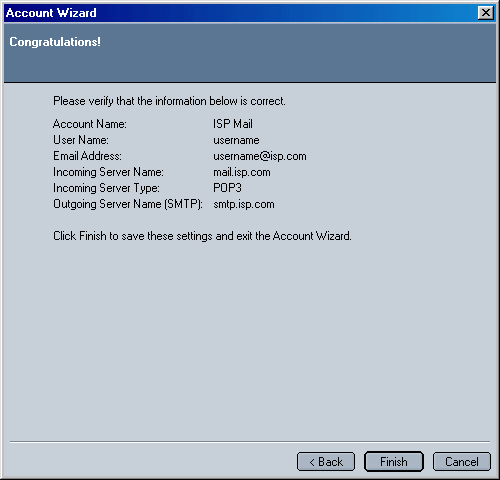 Account Wizard
Congratulations!
Please verify that the information below is correct.
Account Name: ISP Mail
User Name: username
Email Address: username@isp.com
Incoming Server Name: mail.isp.com
Incoming Server Type: POP3
Outgoing Server Name (SMTP): smtp.isp.com
Click Finish to save these settings and exit the Account Wizard.
< Back Finish Cancel